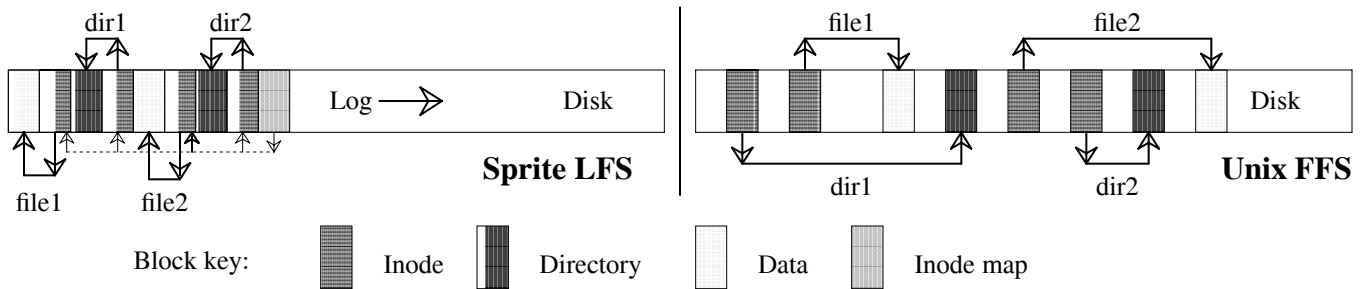 dir1 dir2
Log Disk
Sprite LFS
file1 file2
file1 file2
Disk
Unix FFS
dir1 dir2
Block key: Inode Directory Data Inode map